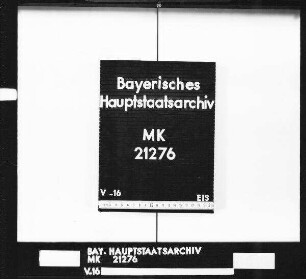 Bayerisches
Hauptstaatsarchiv
MK
21276
V -16 EIS
BAY. HAUPTSTAATSARCHIV
MK 21276
V.16